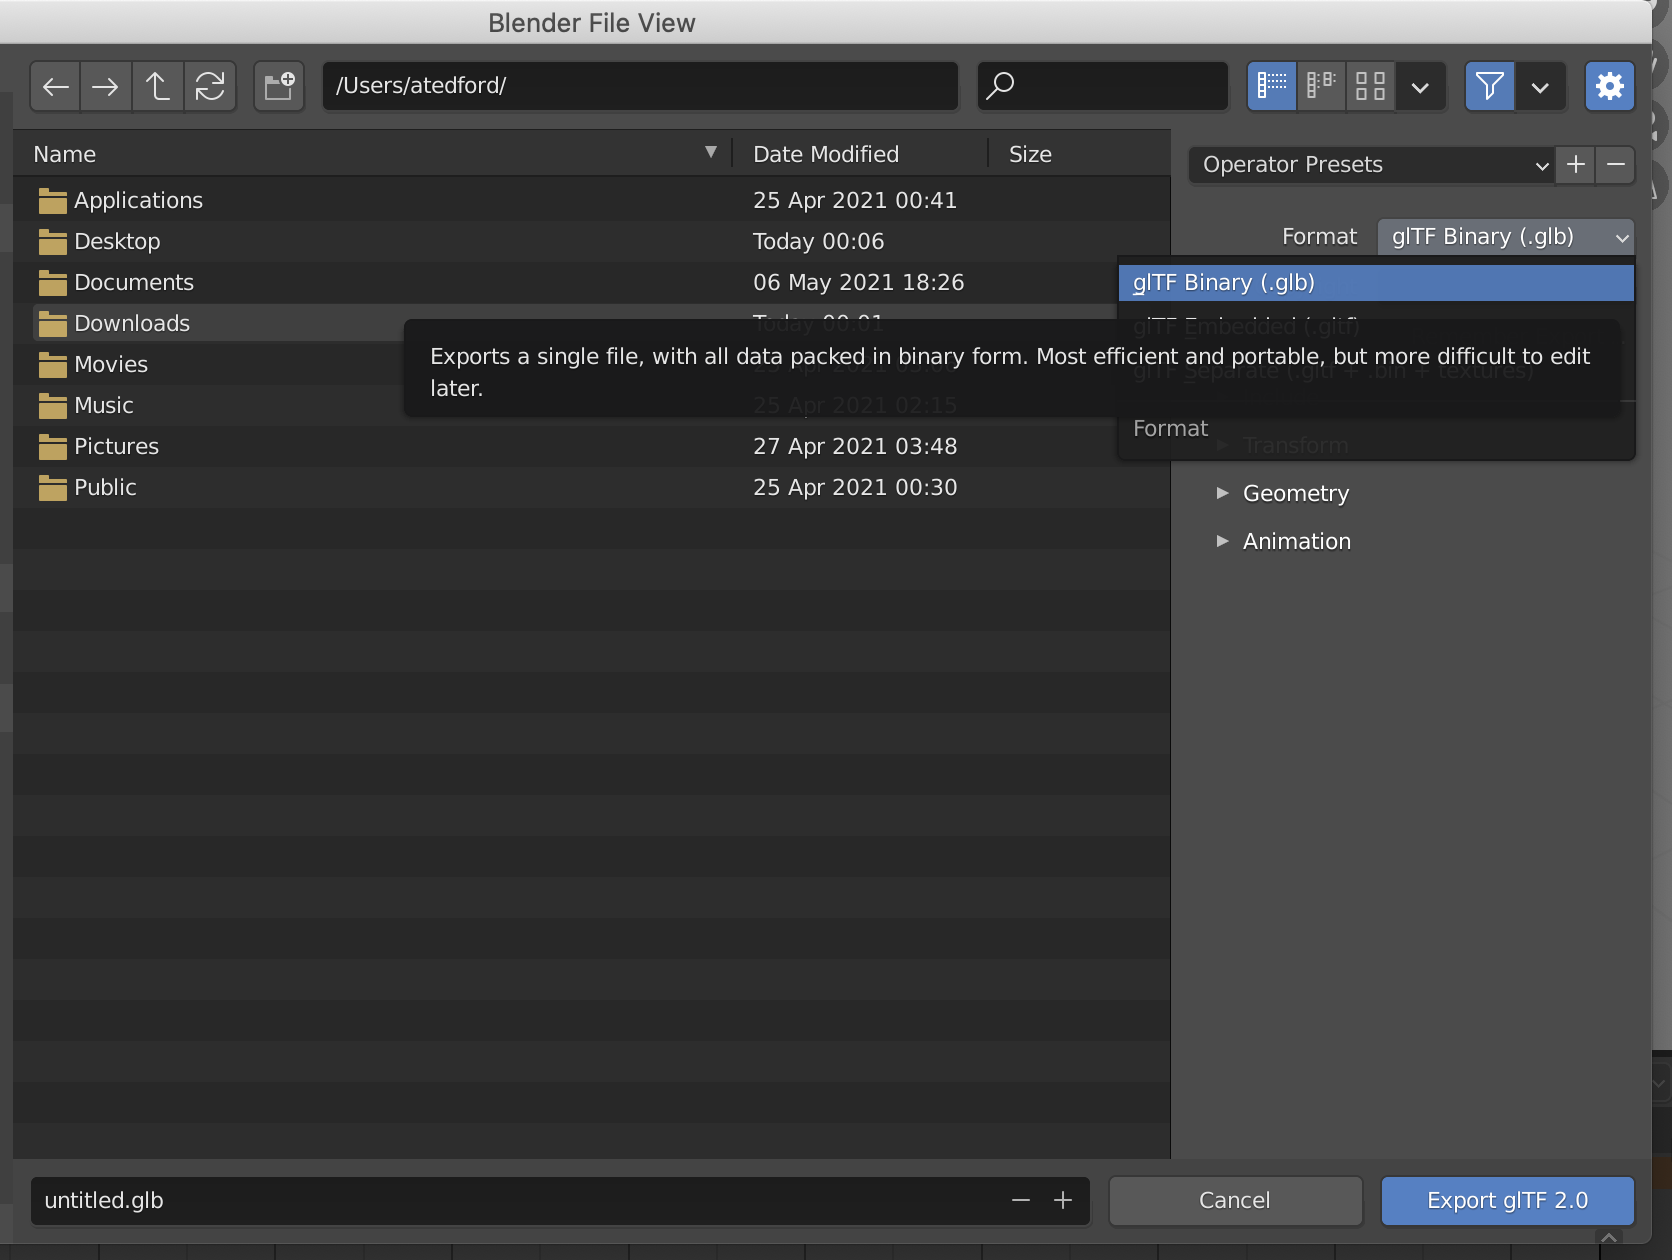 Blender File View
/Users/atedford/
Name
Date Modified
Size
Operator Presets
Format
glTF Binary (.glb)
Applications
25 Apr 2021 00:41
Desktop
Today 00:06
Documents
06 May 2021 18:26
Downloads
Today 00:01
Movies
Music
25 Apr 2021 02:15
Pictures
27 Apr 2021 03:48
Public
25 Apr 2021 00:30
glTF Binary (.glb)
glTF Embedded (.gltf)
glTF Separate (.gltf + .bin + textures)
Exports a single file, with all data packed in binary form. Most efficient and portable, but more difficult to edit
later.
Format
Transform
Geometry
Animation
untitled.glb
Cancel
Export glTF 2.0